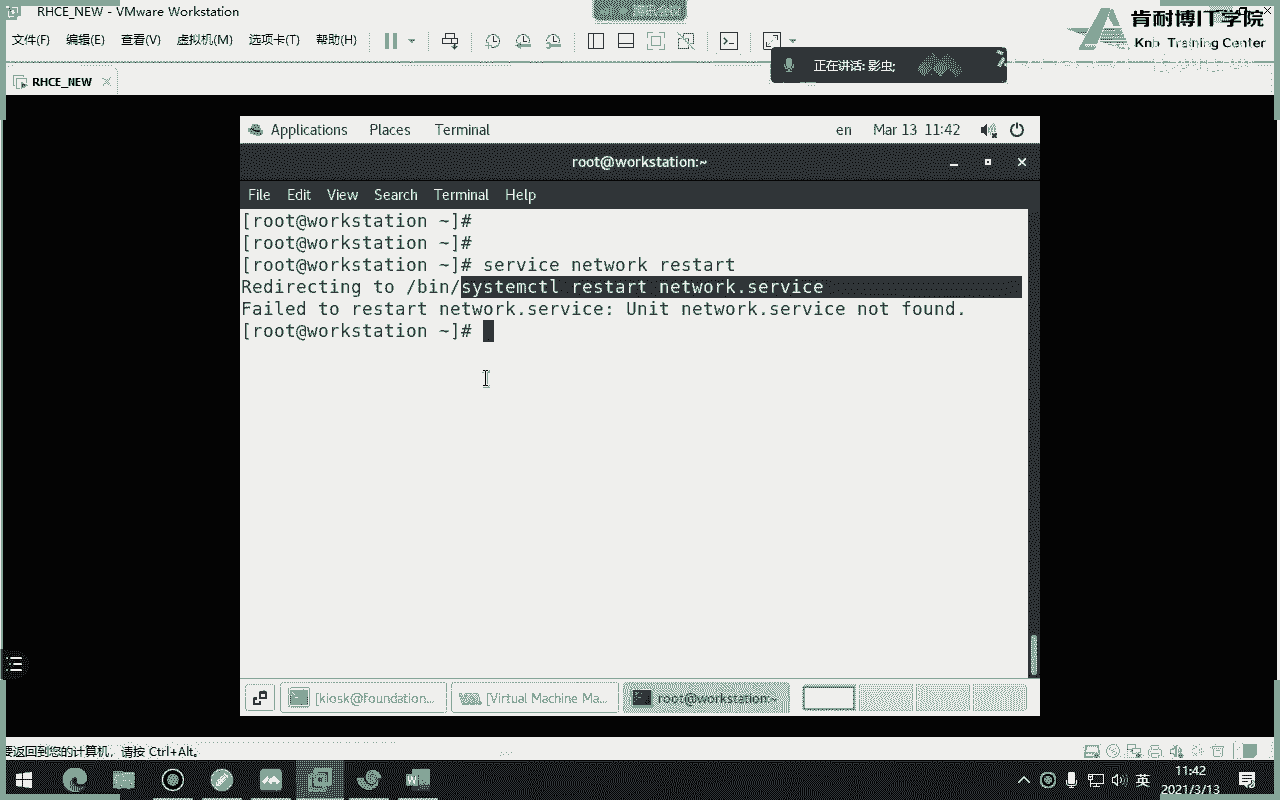 RHCE_NEW - VMware Workstation
肯耐博IT学院
文件(F) 编辑(E) 查看(V) 虚拟机(M) 选项卡(T) 帮助(H)
Knb Training Center
正在讲话: 影虫;
RHCE_NEW
Applications Places Terminal en Mar 13 11:42
root@workstation:~
File Edit View Search Terminal Help
[root@workstation ~]#
[root@workstation ~]#
[root@workstation ~]# service network restart
Redirecting to /bin/systemctl restart network.service
Failed to restart network.service: Unit network.service not found.
[root@workstation ~]#
[kiosk@foundation... [Virtual Machine Ma... root@workstation:~
要返回到您的计算机，请按 Ctrl+Alt。
英 11:42
2021/3/13